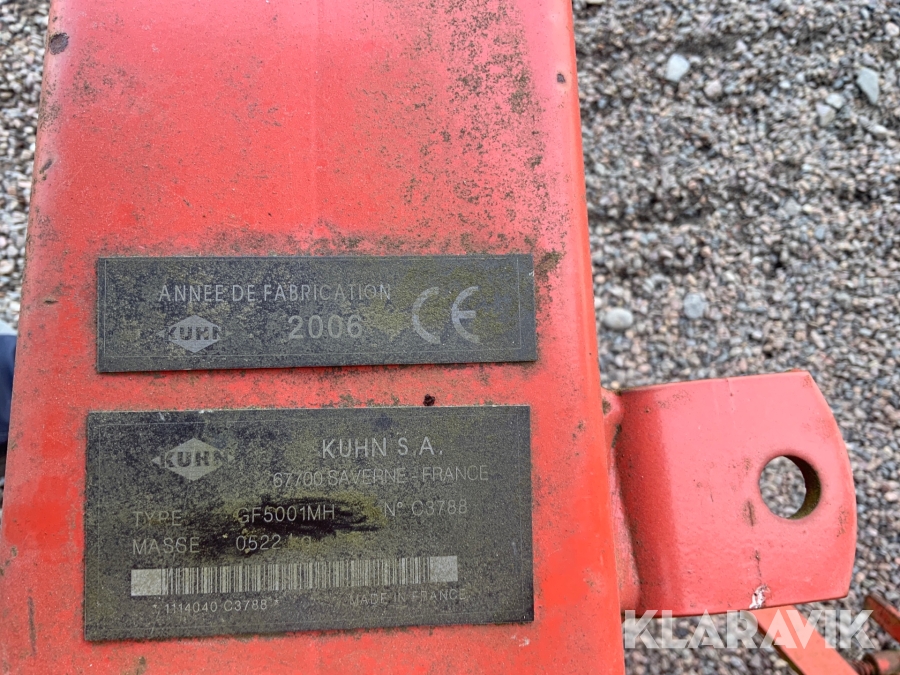 ANNEE DE FABRICATION
KUHN
2006 CE
KUHN KUHN S.A.
67700 SAVERNE - FRANCE
TYPE GF5001MH N° C3788
MASSE 0522
* 1114040 C3788 * MADE IN FRANCE
KLARAVIK